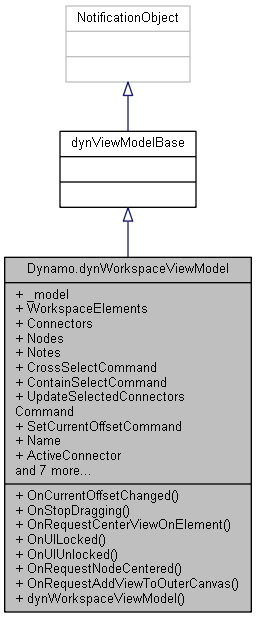 NotificationObject
dynViewModelBase
Dynamo.dynWorkspaceViewModel
+ _model
+ WorkspaceElements
+ Connectors
+ Nodes
+ Notes
+ CrossSelectCommand
+ ContainSelectCommand
+ UpdateSelectedConnectors
Command
+ SetCurrentOffsetCommand
+ Name
+ ActiveConnector
and 7 more...
+ OnCurrentOffsetChanged()
+ OnStopDragging()
+ OnRequestCenterViewOnElement()
+ OnUILocked()
+ OnUIUnlocked()
+ OnRequestNodeCentered()
+ OnRequestAddViewToOuterCanvas()
+ dynWorkspaceViewModel()